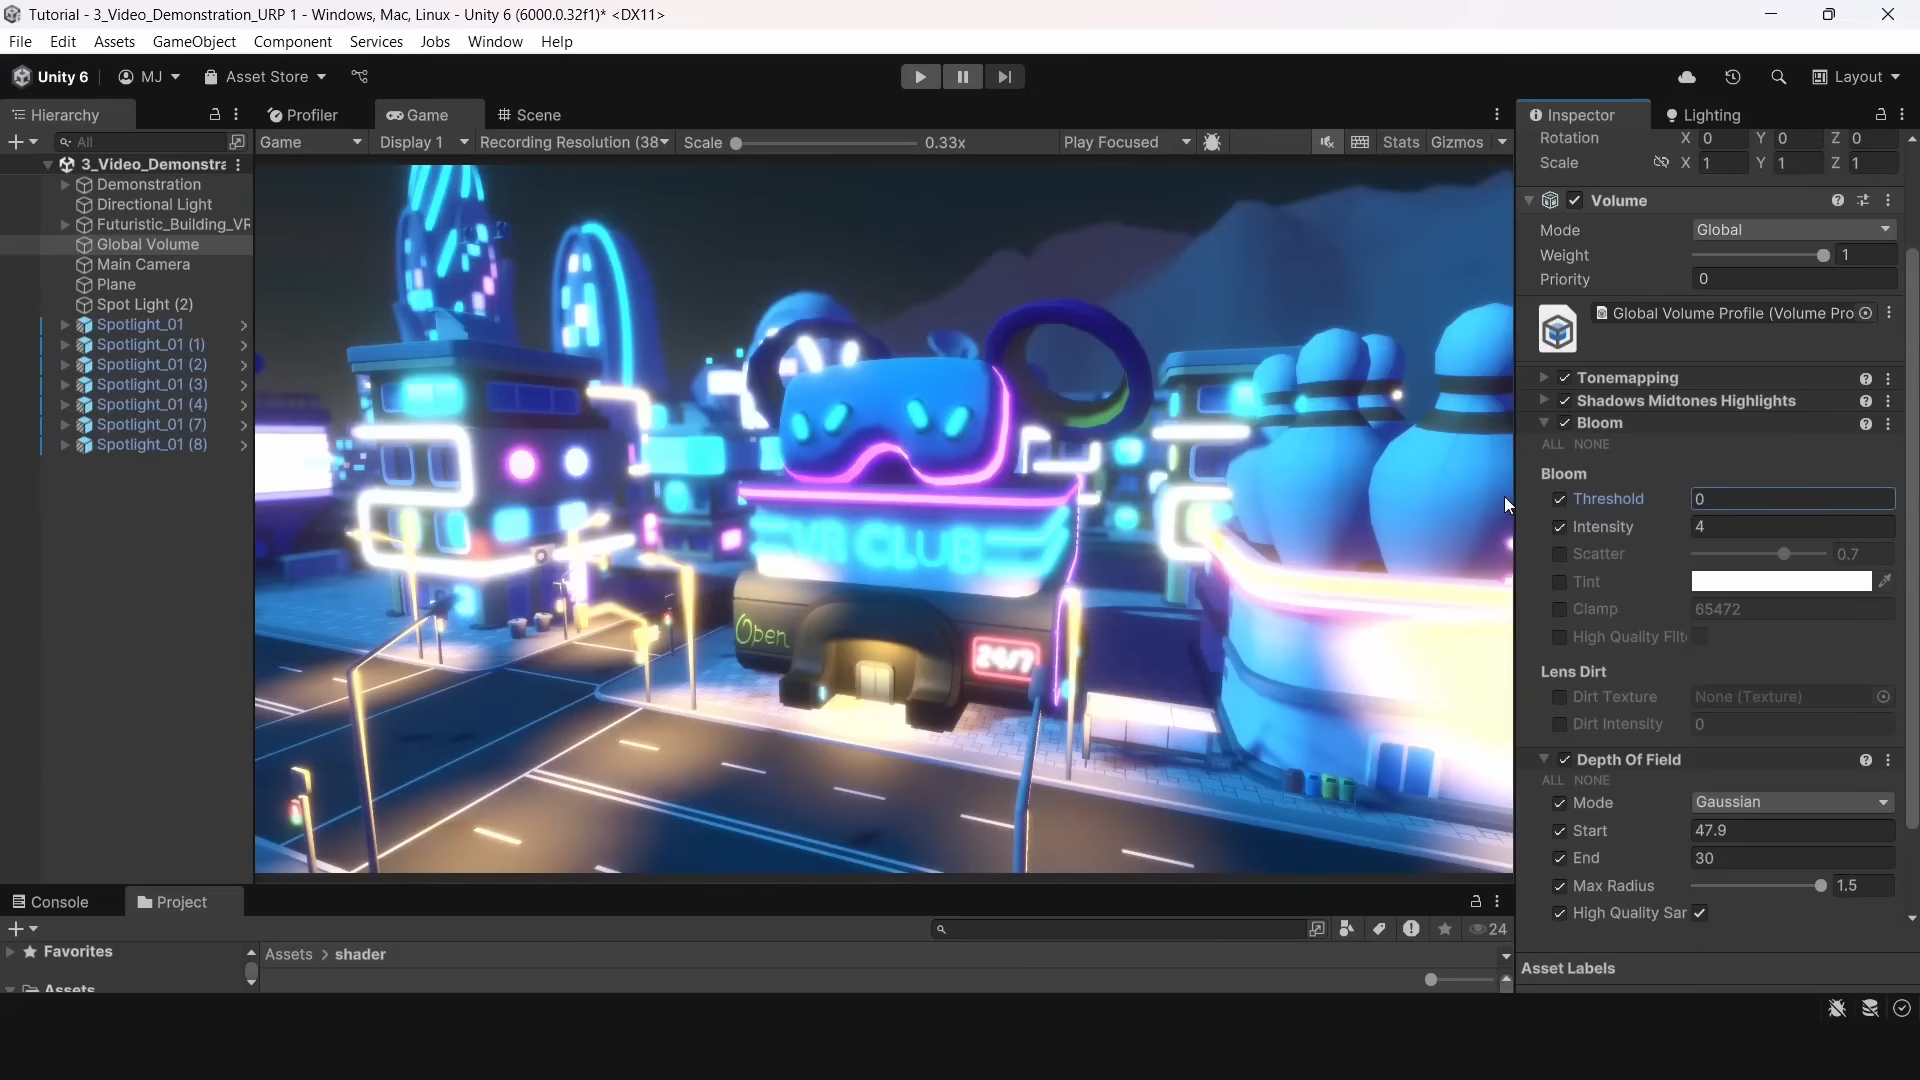 Tutorial - 3_Video_Demonstration_URP 1 - Windows, Mac, Linux - Unity 6 (6000.0.32f1)* <DX11>
File Edit Assets GameObject Component Services Jobs Window Help
Unity 6 MJ Asset Store Layout
Hierarchy
All
3_Video_Demonstra
Demonstration
Directional Light
Futuristic_Building_VR
Global Volume
Main Camera
Plane
Spot Light (2)
Spotlight_01
Spotlight_01 (1)
Spotlight_01 (2)
Spotlight_01 (3)
Spotlight_01 (4)
Spotlight_01 (7)
Spotlight_01 (8)
Profiler Game Scene
Game Display 1 Recording Resolution (38 Scale 0.33x Play Focused Stats Gizmos
VR CLUB
Open
24/7
Inspector Lighting
Rotation X 0 Y 0 Z 0
Scale X 1 Y 1 Z 1
Volume
Mode Global
Weight 1
Priority 0
Global Volume Profile (Volume Pro
Tonemapping
Shadows Midtones Highlights
Bloom
ALL NONE
Bloom
Threshold 0
Intensity 4
Scatter 0.7
Tint
Clamp 65472
High Quality Filt
Lens Dirt
Dirt Texture None (Texture)
Dirt Intensity 0
Depth Of Field
ALL NONE
Mode Gaussian
Start 47.9
End 30
Max Radius 1.5
High Quality Sar
Asset Labels
Console Project
24
Favorites
Assets
Assets > shader